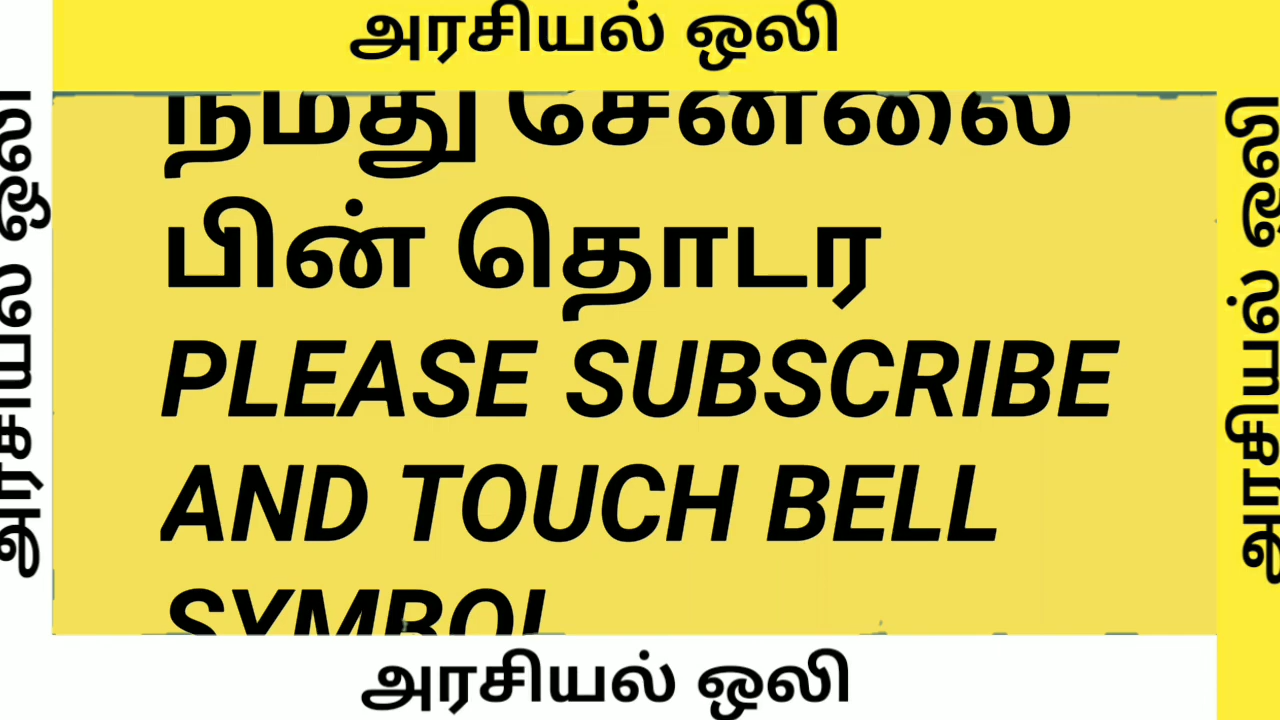 அரசியல் ஒலி
நமது சேனலை
பின் தொடர
PLEASE SUBSCRIBE
AND TOUCH BELL
SYMBOL
அரசியல் ஒலி
அரசியல் ஒலி
அரசியல் ஒலி